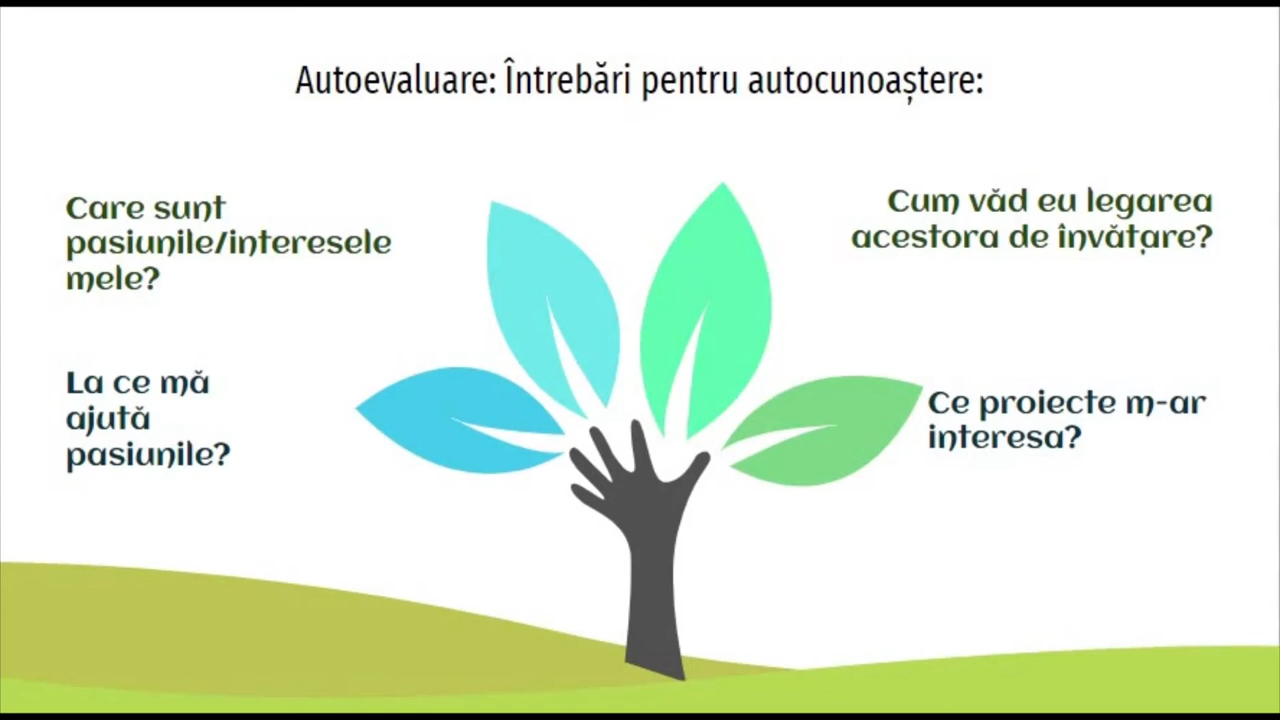 Autoevaluare: Întrebări pentru autocunoaștere:
Care sunt
pasiunile/interesele
mele?
La ce mă
ajută
pasiunile?
Cum văd eu legarea
acestora de învățare?
Ce proiecte m-ar
interesa?